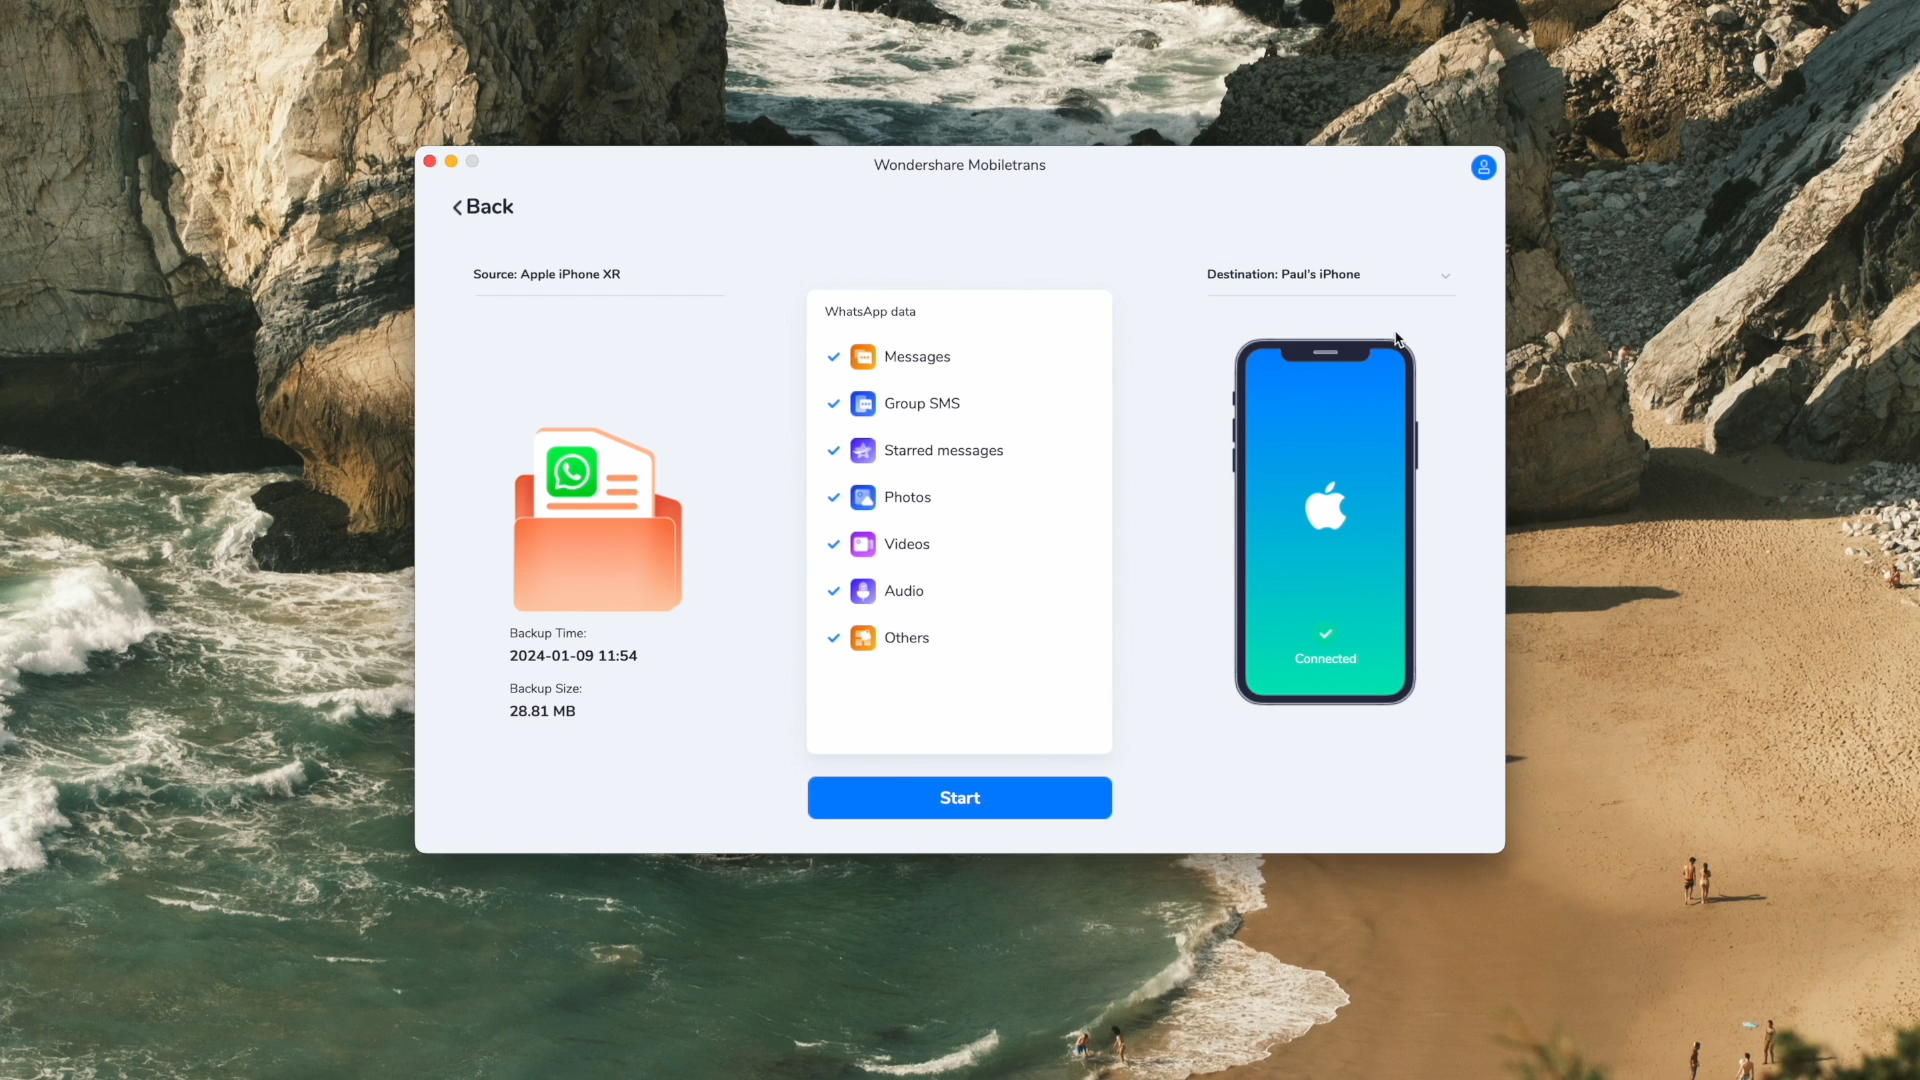 Wondershare Mobiletrans
Back
Source: Apple iPhone XR
Destination: Paul's iPhone
WhatsApp data
Messages
Group SMS
Starred messages
Photos
Videos
Audio
Others
Backup Time:
2024-01-09 11:54
Backup Size:
28.81 MB
Connected
Start